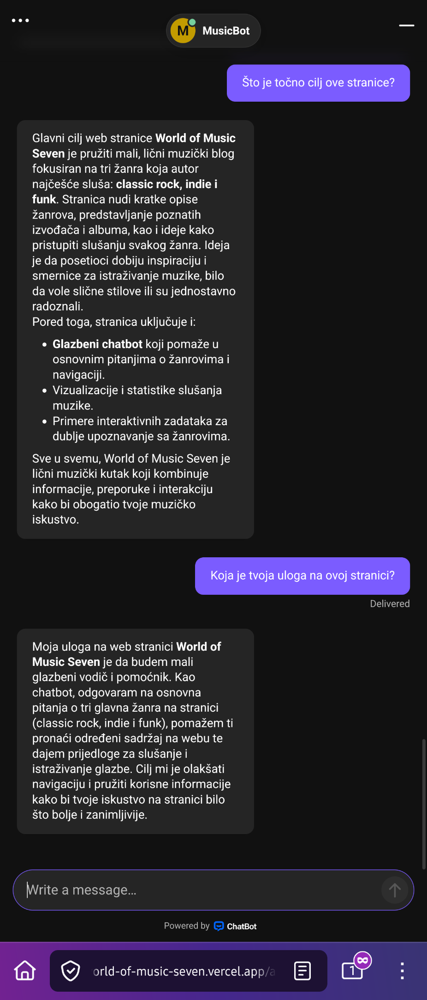 M MusicBot
Što je točno cilj ove stranice?
Glavni cilj web stranice World of Music
Seven je pružiti mali, lični muzički blog
fokusiran na tri žanra koja autor
najčešće sluša: classic rock, indie i
funk. Stranica nudi kratke opise
žanrova, predstavljanje poznatih
izvođača i albuma, kao i ideje kako
pristupiti slušanju svakog žanra. Ideja
je da posetioci dobiju inspiraciju i
smernice za istraživanje muzike, bilo
da vole slične stilove ili su jednostavno
radoznali.
Pored toga, stranica uključuje i:
• Glazbeni chatbot koji pomaže u
osnovnim pitanjima o žanrovima i
navigaciji.
• Vizualizacije i statistike slušanja
muzike.
• Primere interaktivnih zadataka za
dublje upoznavanje sa žanrovima.
Sve u svemu, World of Music Seven je
lični muzički kutak koji kombinuje
informacije, preporuke i interakciju
kako bi obogatio tvoje muzičko
iskustvo.
Koja je tvoja uloga na ovoj stranici?
Delivered
Moja uloga na web stranici World of
Music Seven je da budem mali
glazbeni vodič i pomoćnik. Kao
chatbot, odgovaram na osnovna
pitanja o tri glavna žanra na stranici
(classic rock, indie i funk), pomažem ti
pronaći određeni sadržaj na webu te
dajem prijedloge za slušanje i
istraživanje glazbe. Cilj mi je olakšati
navigaciju i pružiti korisne informacije
kako bi tvoje iskustvo na stranici bilo
što bolje i zanimljivije.
Write a message...
Powered by ChatBot
orld-of-music-seven.vercel.app/a
1